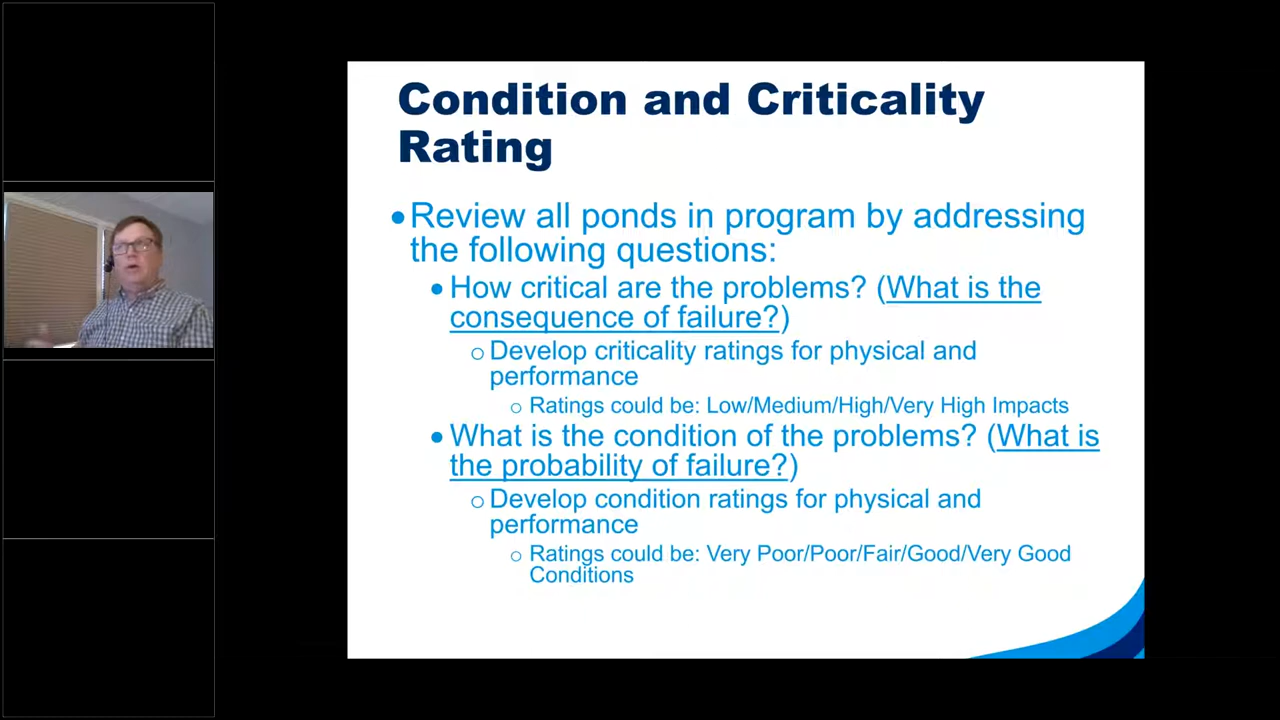 Condition and Criticality
Rating
•Review all ponds in program by addressing
the following questions:
•How critical are the problems? (What is the
consequence of failure?)
oDevelop criticality ratings for physical and
performance
o Ratings could be: Low/Medium/High/Very High Impacts
•What is the condition of the problems? (What is
the probability of failure?)
oDevelop condition ratings for physical and
performance
o Ratings could be: Very Poor/Poor/Fair/Good/Very Good
Conditions